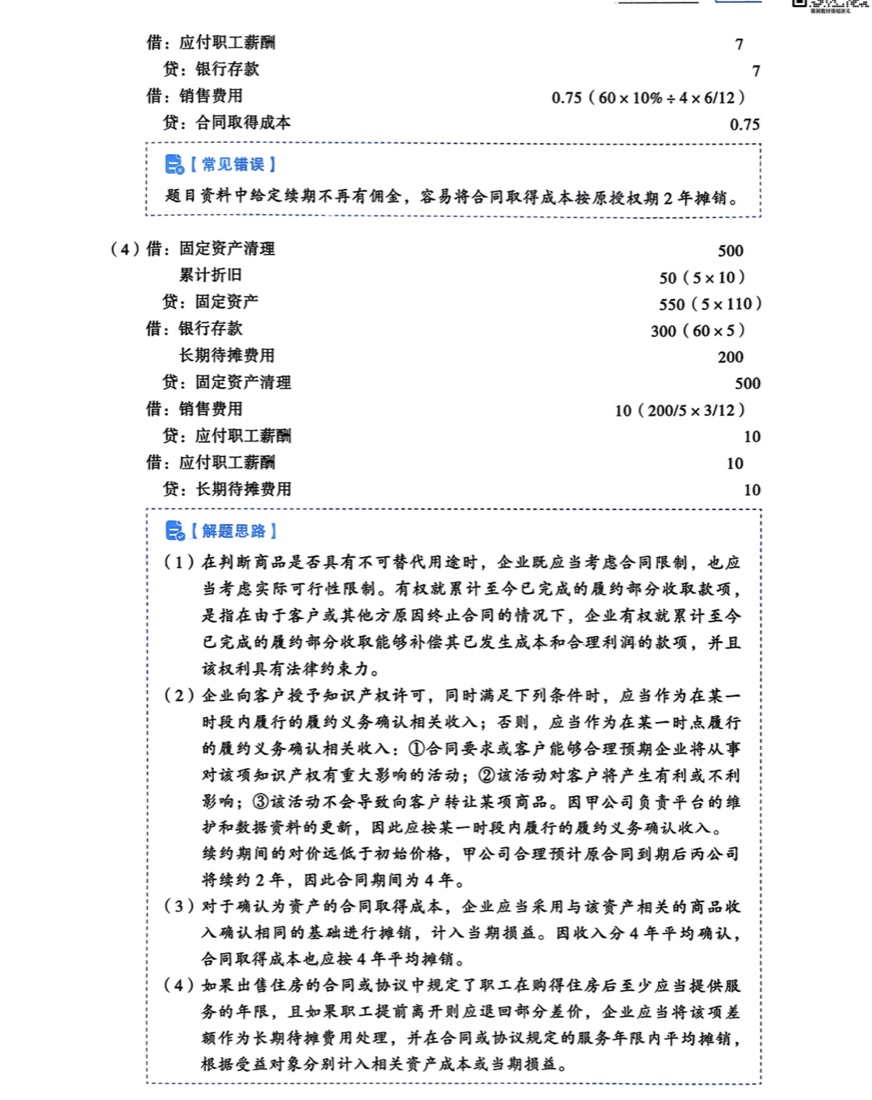 借：应付职工薪酬 7
贷：银行存款 7
借：销售费用 0.75（60×10%÷4×6/12）
贷：合同取得成本 0.75
【常见错误】
题目资料中给定续期不再有佣金，容易将合同取得成本按原授权期2年摊销。
（4）借：固定资产清理 500
累计折旧 50（5×10）
贷：固定资产 550（5×110）
借：银行存款 300（60×5）
长期待摊费用 200
贷：固定资产清理 500
借：销售费用 10（200/5×3/12）
贷：应付职工薪酬 10
借：应付职工薪酬 10
贷：长期待摊费用 10
【解题思路】
（1）在判断商品是否具有不可替代用途时，企业既应当考虑合同限制，也应
当考虑实际可行性限制。有权就累计至今已完成的履约部分收取款项，
是指在由于客户或其他方原因终止合同的情况下，企业有权就累计至今
已完成的履约部分收取能够补偿其已发生成本和合理利润的款项，并且
该权利具有法律约束力。
（2）企业向客户授予知识产权许可，同时满足下列条件时，应当作为在某一
时段内履行的履约义务确认相关收入；否则，应当作为在某一时点履行
的履约义务确认相关收入：①合同要求或客户能够合理预期企业将从事
对该项知识产权有重大影响的活动；②该活动对客户将产生有利或不利
影响；③该活动不会导致向客户转让某项商品。因甲公司负责平台的维
护和数据资料的更新，因此应按某一时段内履行的履约义务确认收入。
续约期间的对价远低于初始价格，甲公司合理预计原合同到期后丙公司
将续约2年，因此合同期间为4年。
（3）对于确认为资产的合同取得成本，企业应当采用与该资产相关的商品收
入确认相同的基础进行摊销，计入当期损益。因收入分4年平均确认，
合同取得成本也应按4年平均摊销。
（4）如果出售住房的合同或协议中规定了职工在购得住房后至少应当提供服
务的年限，且如果职工提前离开则应退回部分差价，企业应当将该项差
额作为长期待摊费用处理，并在合同或协议规定的服务年限内平均摊销，
根据受益对象分别计入相关资产成本或当期损益。